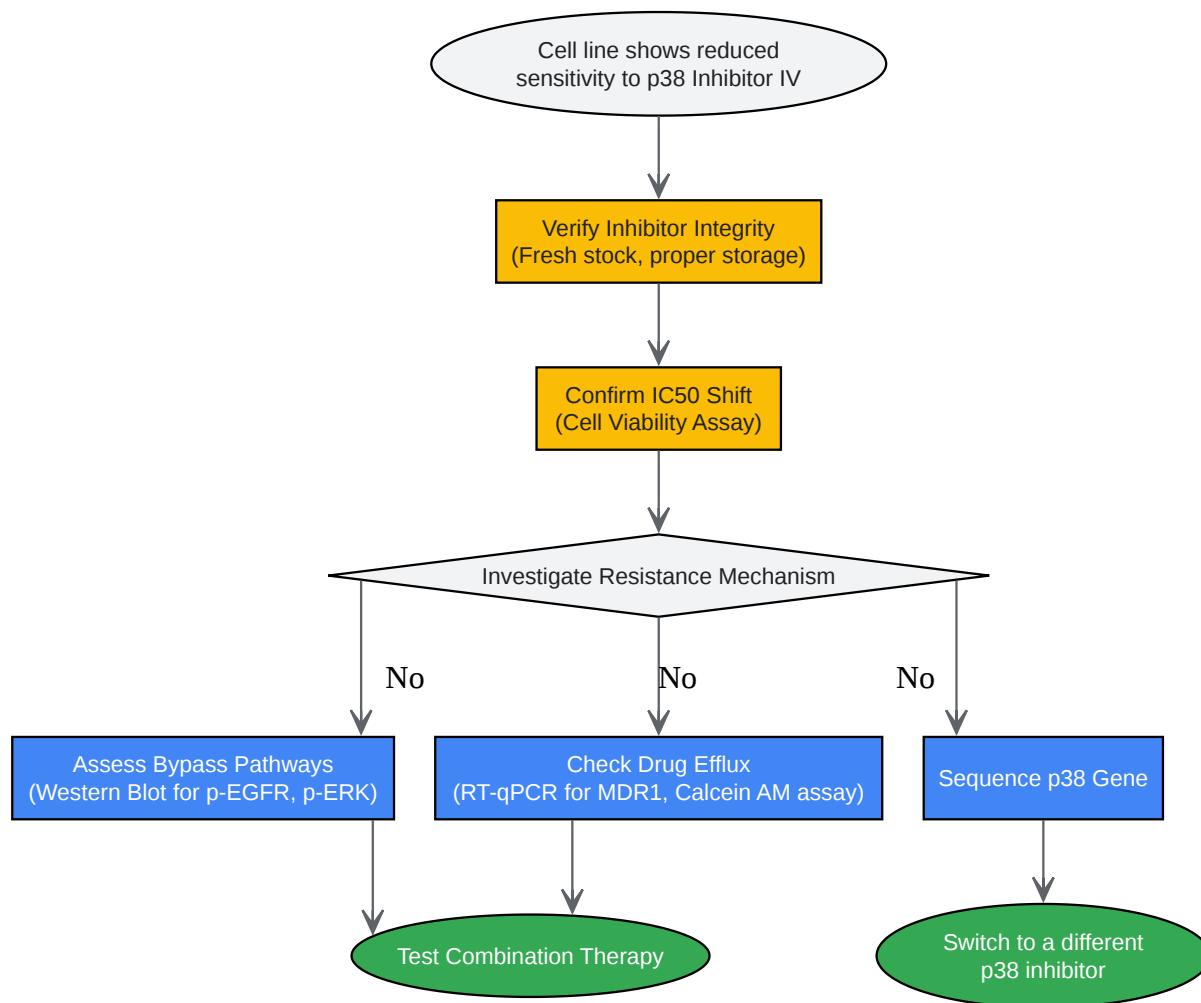 Cell line shows reduced
sensitivity to p38 Inhibitor IV
Verify Inhibitor Integrity
(Fresh stock, proper storage)
Confirm IC50 Shift
(Cell Viability Assay)
Investigate Resistance Mechanism
No
No
No
Assess Bypass Pathways
(Western Blot for p-EGFR, p-ERK)
Check Drug Efflux
(RT-qPCR for MDR1, Calcein AM assay)
Sequence p38 Gene
Test Combination Therapy
Switch to a different
p38 inhibitor